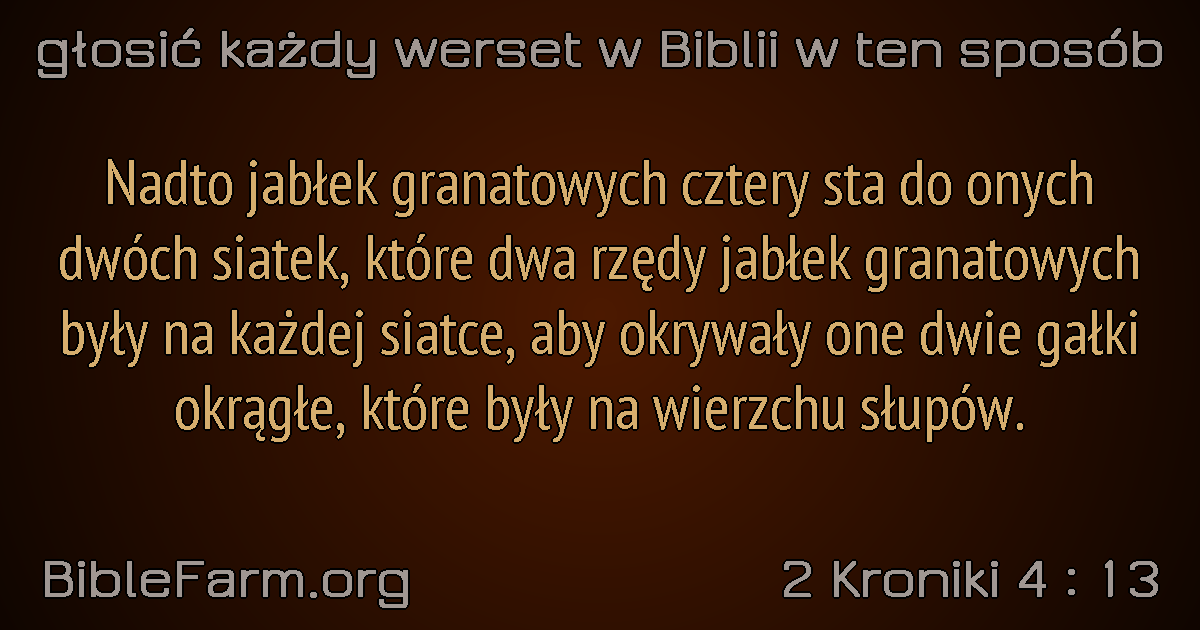 głosić każdy werset w Biblii w ten sposób
Nadto jabłek granatowych cztery sta do onych
dwóch siatek, które dwa rzędy jabłek granatowych
były na każdej siatce, aby okrywały one dwie gałki
okrągłe, które były na wierzchu słupów.
BibleFarm.org
2 Kroniki 4 : 13